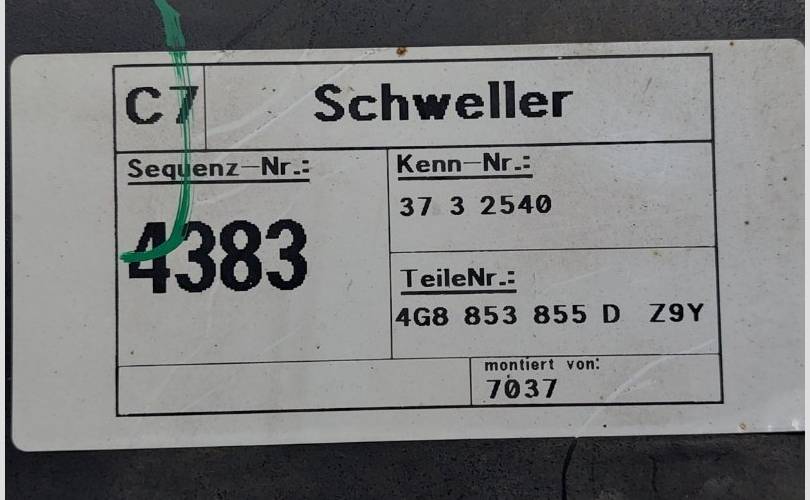 C7 Schweller
Sequenz-Nr.:
4383
Kenn-Nr.:
37 3 2540
TeileNr.:
4G8 853 855 D Z9Y
montiert von:
7037